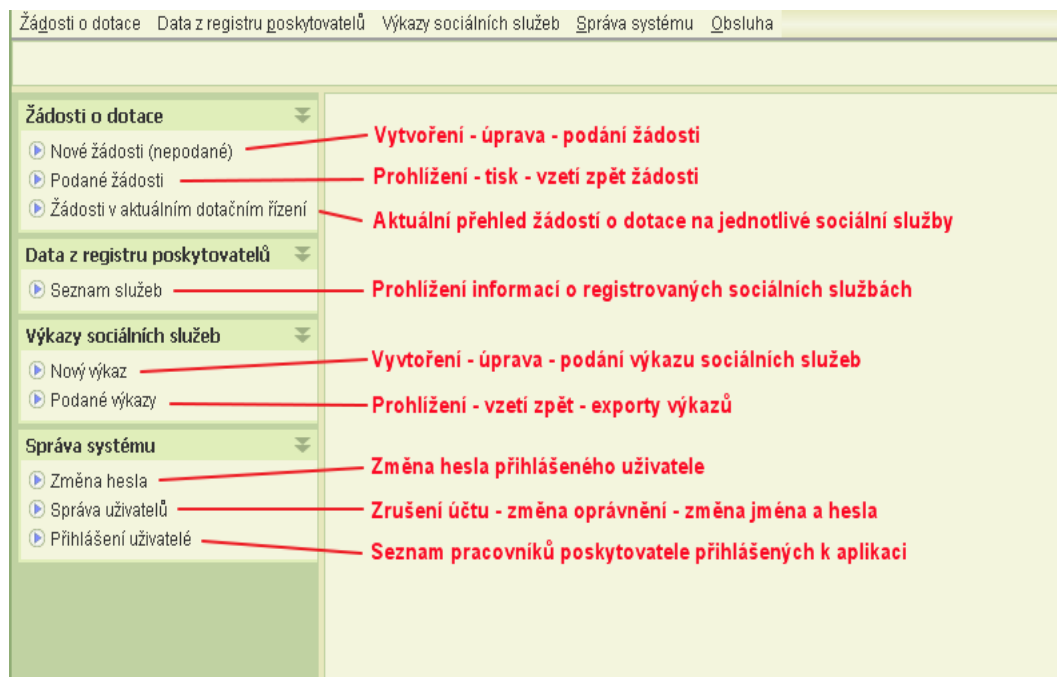 Žádosti o dotace Data z registru poskytovatelů Výkazy sociálních služeb Správa systému Obsluha
Žádosti o dotace
Nové žádosti (nepodané)
Vytvoření - úprava - podání žádosti
Podané žádosti
Prohlížení - tisk - vzetí zpět žádosti
Žádosti v aktuálním dotačním řízení
Aktuální přehled žádostí o dotace na jednotlivé sociální služby
Data z registru poskytovatelů
Seznam služeb
Prohlížení informací o registrovaných sociálních službách
Výkazy sociálních služeb
Nový výkaz
Vyvtoření - úprava - podání výkazu sociálních služeb
Podané výkazy
Prohlížení - vzetí zpět - exporty výkazů
Správa systému
Změna hesla
Změna hesla přihlášeného uživatele
Správa uživatelů
Zrušení účtu - změna oprávnění - změna jména a hesla
Přihlášení uživatelé
Seznam pracovníků poskytovatele přihlášených k aplikaci